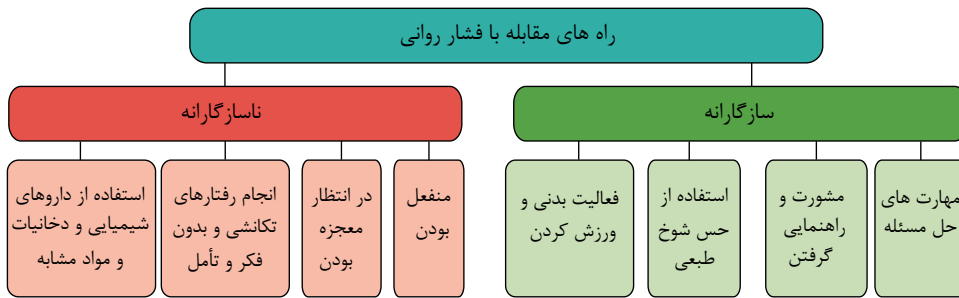 راه های مقابله با فشار روانی
سازگارانه
ناسازگارانه
مهارت های
حل مسئله
مشورت و
راهنمایی
گرفتن
استفاده از
حس شوخ
طبعی
فعالیت بدنی و
ورزش کردن
منفعل
بودن
در انتظار
معجزه
بودن
انجام رفتارهای
تکانشی و بدون
فکر و تأمل
استفاده از داروهای
شیمیایی و دخانیات
و مواد مشابه